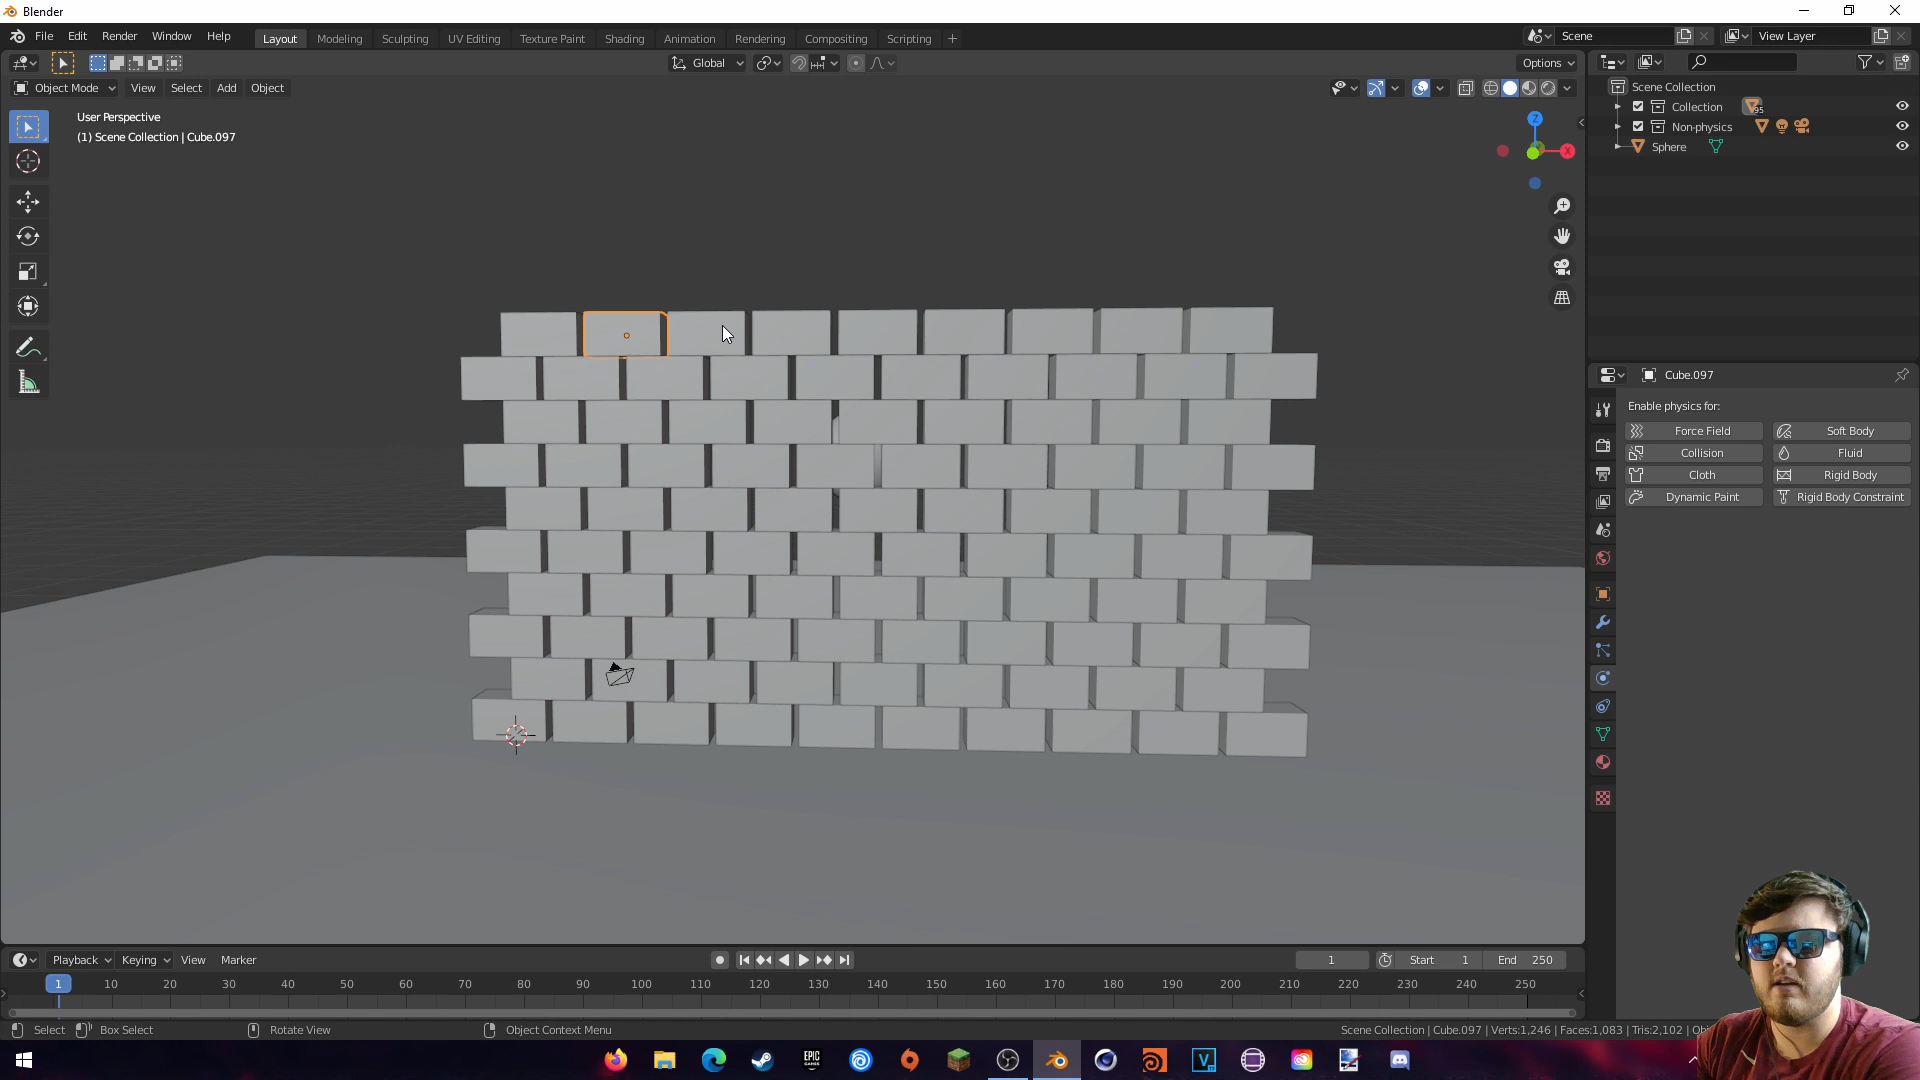 Blender
File Edit Render Window Help
Layout Modeling Sculpting UV Editing Texture Paint Shading Animation Rendering Compositing Scripting
Scene
View Layer
Global
Options
Object Mode View Select Add Object
User Perspective
(1) Scene Collection | Cube.097
Z
X
Scene Collection
Collection
95
Non-physics
Sphere
Cube.097
Enable physics for:
Force Field
Soft Body
Collision
Fluid
Cloth
Rigid Body
Dynamic Paint
Rigid Body Constraint
Playback Keying View Marker
1
Start 1
End 250
1 10 20 30 40 50 60 70 80 90 100 110 120 130 140 150 160 170 180 190 200 210 220 230 240 250
Select Box Select Rotate View Object Context Menu
Scene Collection | Cube.097 | Verts:1,246 | Faces:1,083 | Tris:2,102 |
EPIC
GAMES
V